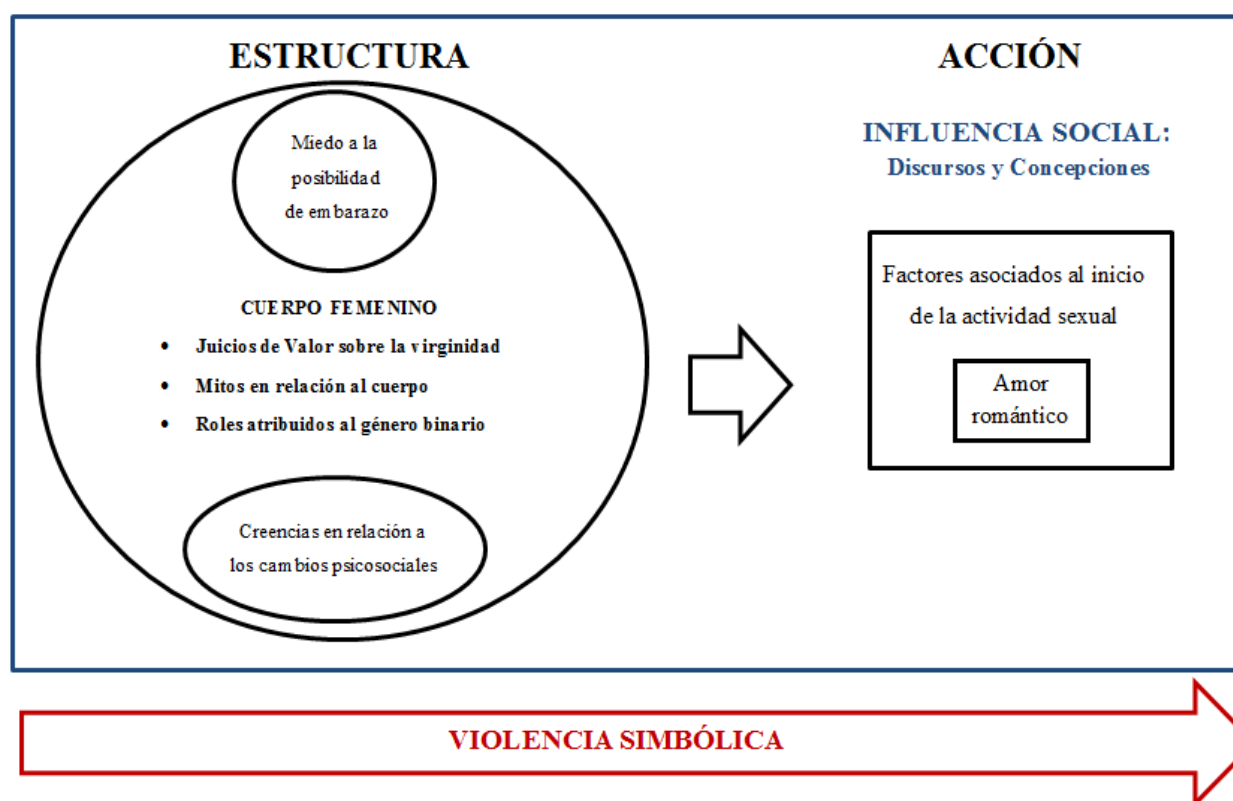 ESTRUCTURA
Miedo a la
posibilidad
de embarazo
CUERPO FEMENINO
• Juicios de Valor sobre la virginidad
• Mitos en relación al cuerpo
• Roles atribuidos al género binario
Creencias en relación a
los cambios psicosociales
ACCIÓN
INFLUENCIA SOCIAL:
Discursos y Concepciones
Factores asociados al inicio
de la actividad sexual
Amor
romántico
VIOLENCIA SIMBÓLICA